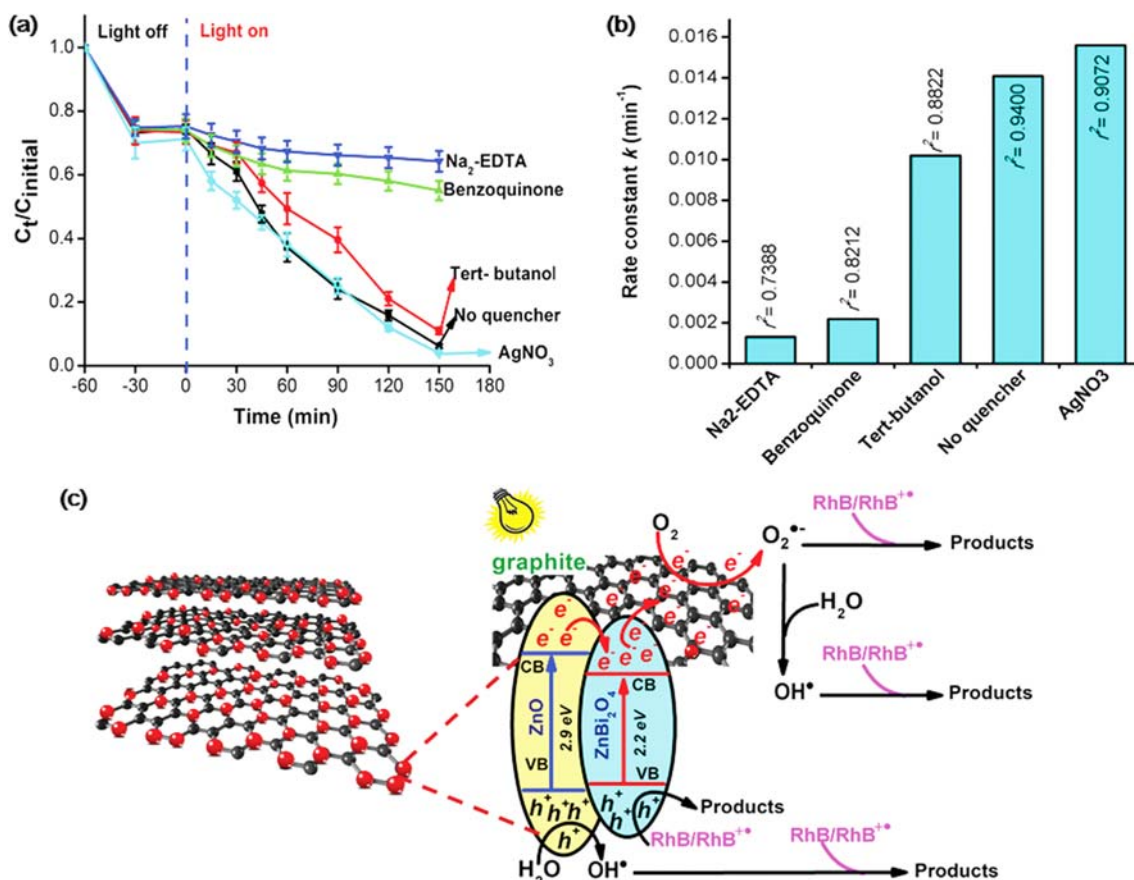 (a)
Light off
Light on
1.0
0.8
0.6
0.4
0.2
0.0
Cₜ/C_initial
Na₂-EDTA
Benzoquinone
Tert- butanol
No quencher
AgNO₃
-60 -30 0 30 60 90 120 150 180
Time (min)
(b)
0.016
0.014
0.012
0.010
0.008
0.006
0.004
0.002
0.000
Rate constant k (min⁻¹)
r² = 0.7388
r² = 0.8212
r² = 0.8822
r² = 0.9400
r² = 0.9072
Na2-EDTA
Benzoquinone
Tert-butanol
No quencher
AgNO3
(c)
graphite
O₂
e⁻ e⁻ e⁻ e⁻
e⁻ e⁻ e⁻ e⁻
e⁻ e⁻ e⁻ e⁻ e⁻ e⁻ e⁻
O₂•⁻
RhB/RhB⁺•
Products
H₂O
OH•
RhB/RhB⁺•
Products
CB
ZnO
2.9 eV
VB
CB
ZnBi₂O₄
2.2 eV
VB
h⁺ h⁺ h⁺
h⁺
h⁺ h⁺ h⁺
Products
RhB/RhB⁺•
H₂O
OH•
RhB/RhB⁺•
Products